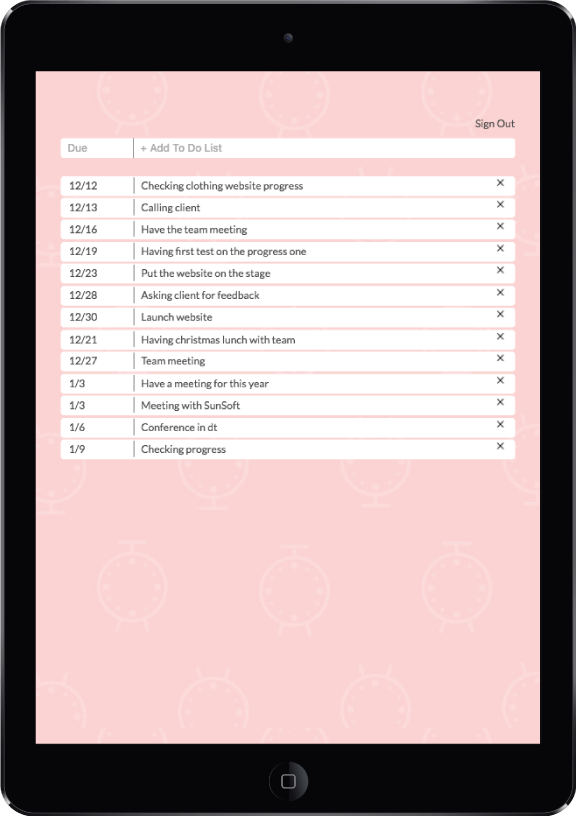 Sign Out
Due + Add To Do List
12/12 Checking clothing website progress ×
12/13 Calling client ×
12/16 Have the team meeting ×
12/19 Having first test on the progress one ×
12/23 Put the website on the stage ×
12/28 Asking client for feedback ×
12/30 Launch website ×
12/21 Having christmas lunch with team ×
12/27 Team meeting ×
1/3 Have a meeting for this year ×
1/3 Meeting with SunSoft ×
1/6 Conference in dt ×
1/9 Checking progress ×